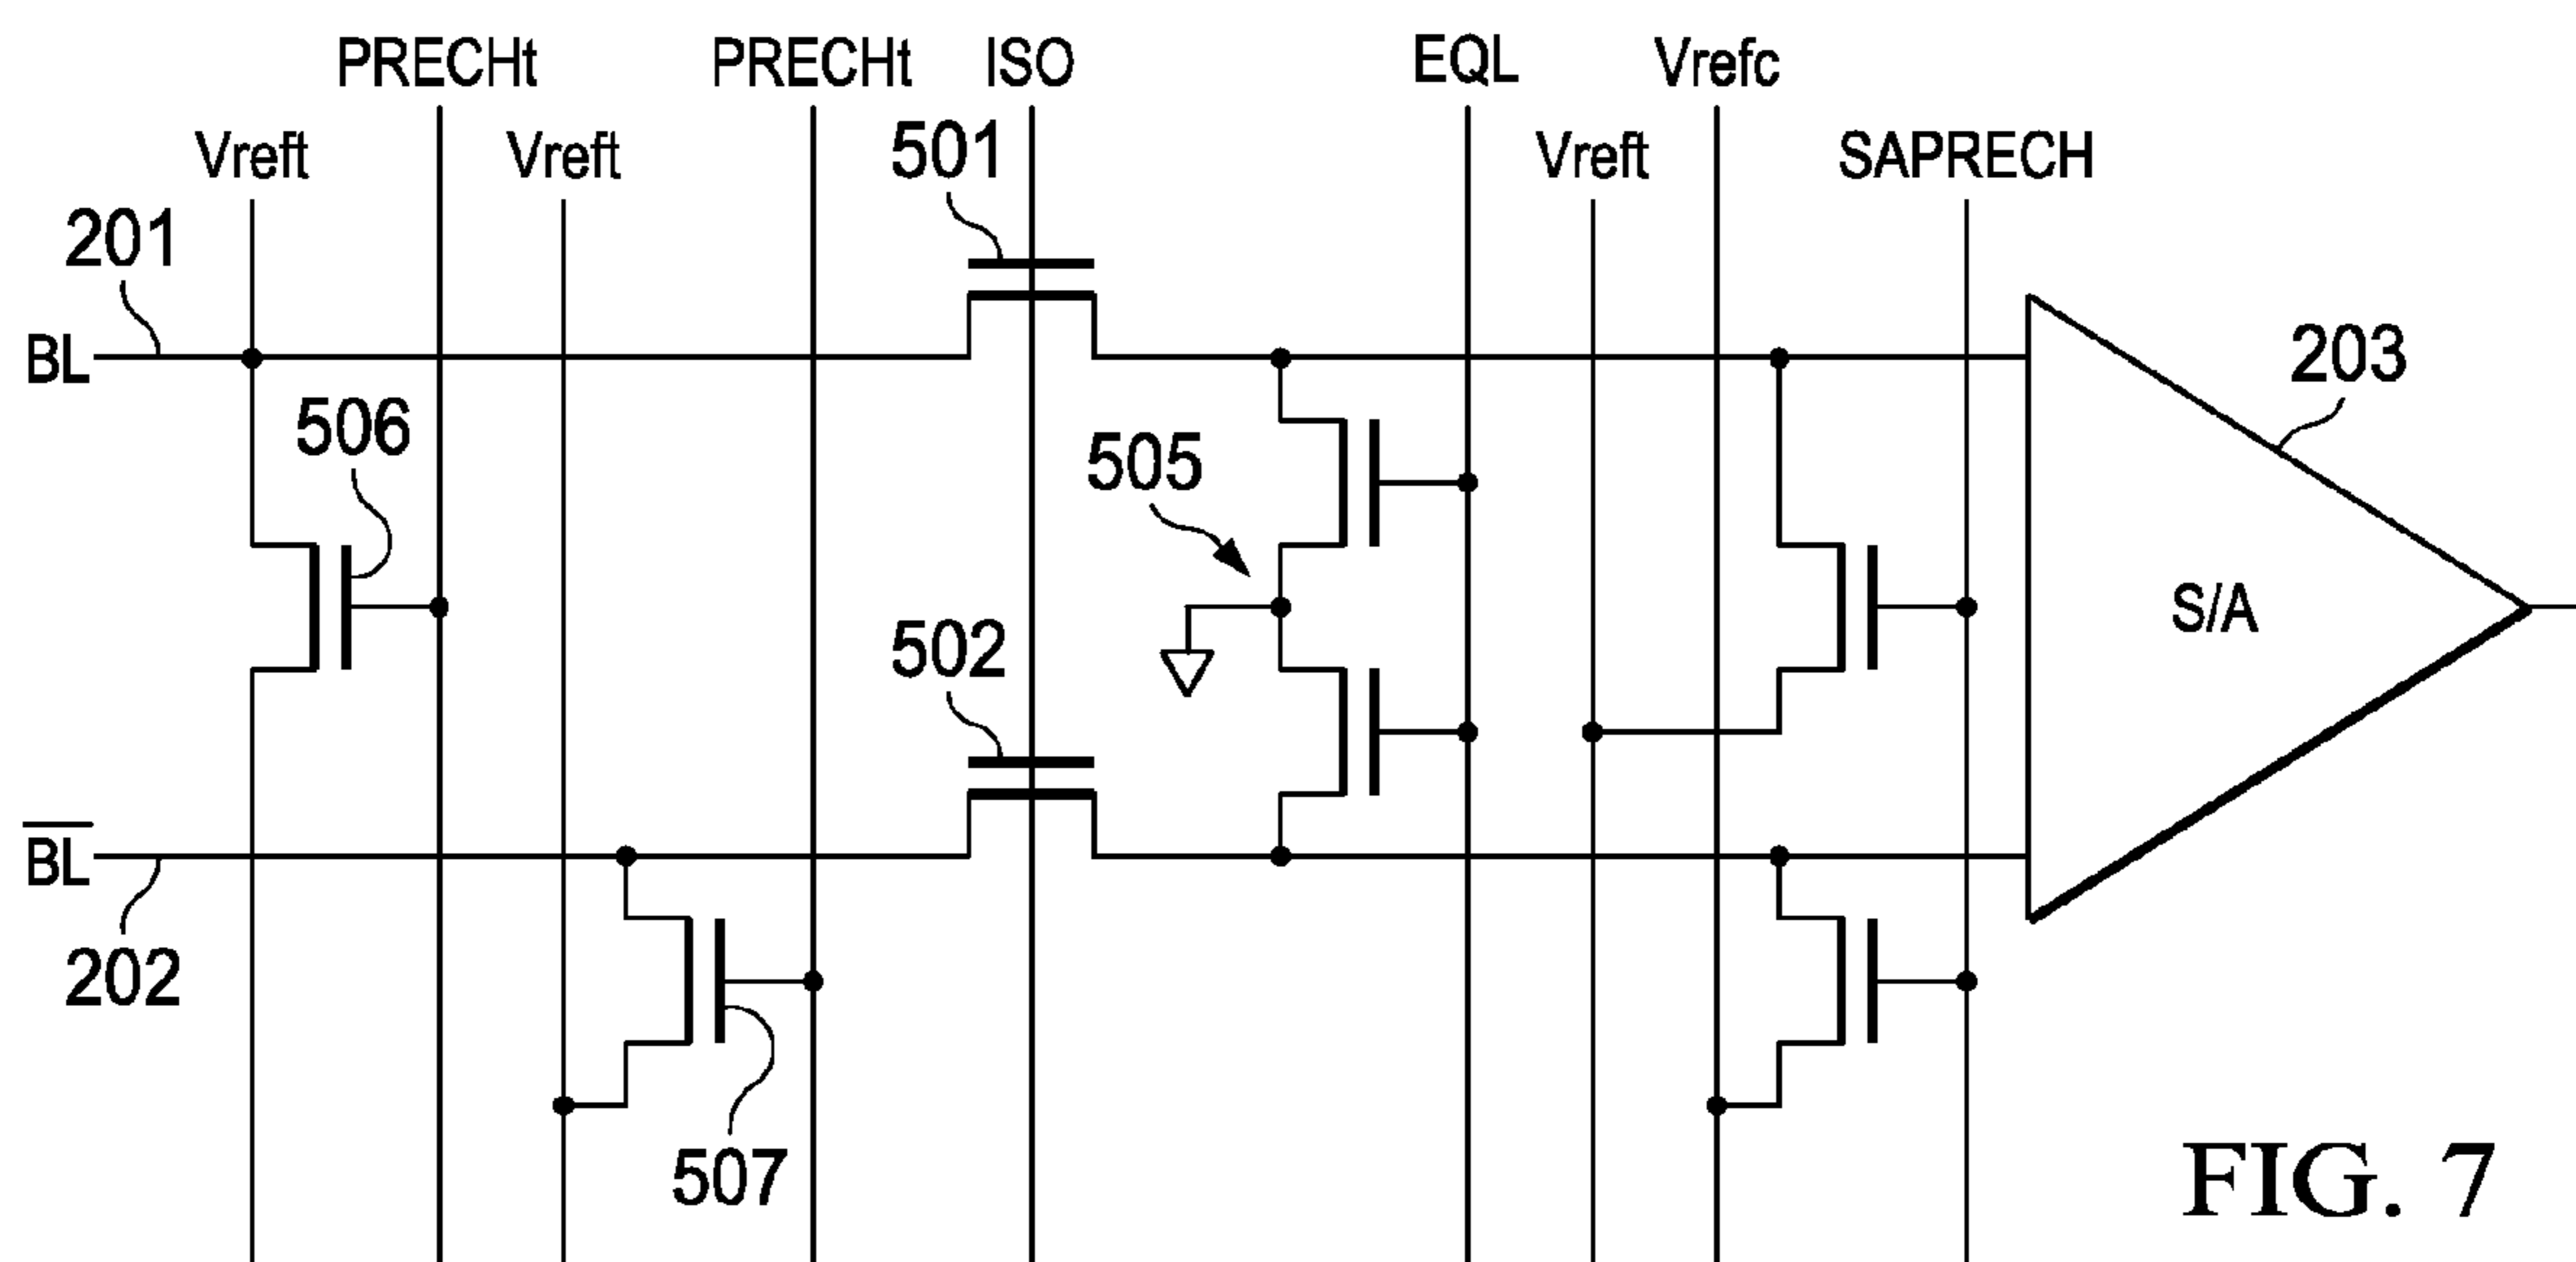 PRECHt PRECHt ISO EQL Vrefc
Vreft Vreft 501 Vreft SAPRECH
201
BL
203
506
505
S/A
502
B̅L̅
202
507
FIG. 7